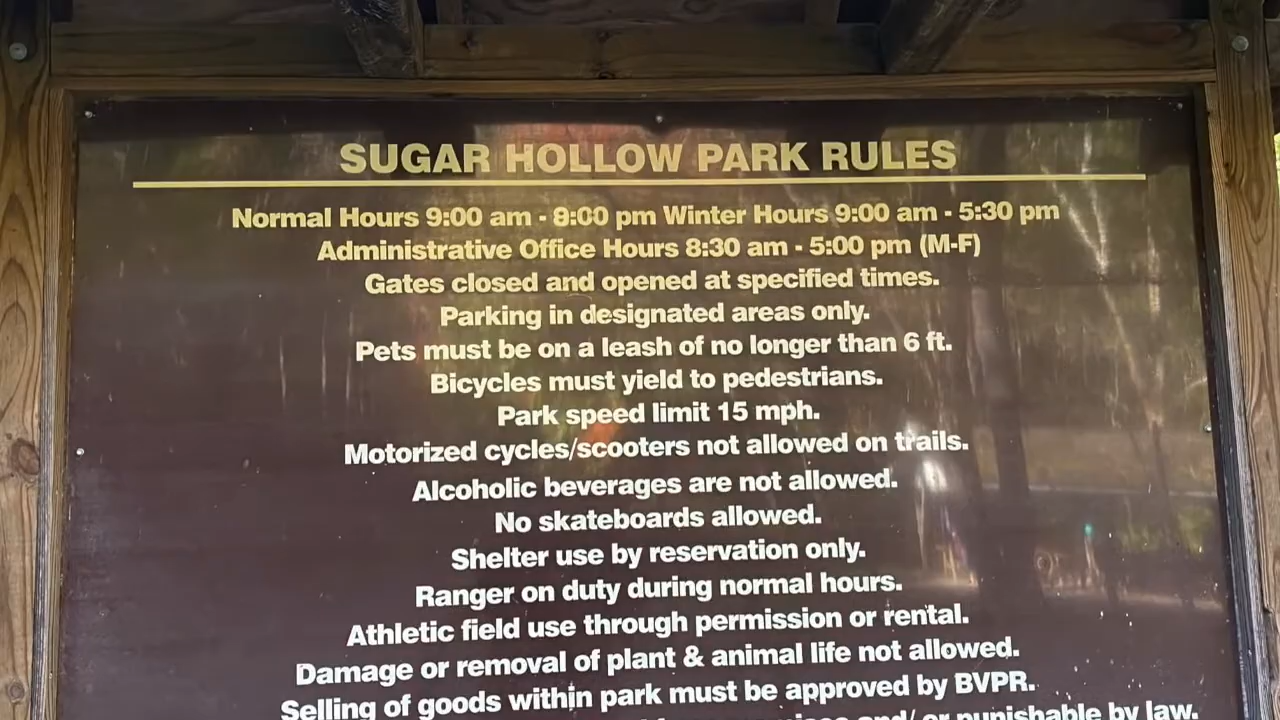 SUGAR HOLLOW PARK RULES
Normal Hours 9:00 am - 8:00 pm Winter Hours 9:00 am - 5:30 pm
Administrative Office Hours 8:30 am - 5:00 pm (M-F)
Gates closed and opened at specified times.
Parking in designated areas only.
Pets must be on a leash of no longer than 6 ft.
Bicycles must yield to pedestrians.
Park speed limit 15 mph.
Motorized cycles/scooters not allowed on trails.
Alcoholic beverages are not allowed.
No skateboards allowed.
Shelter use by reservation only.
Ranger on duty during normal hours.
Athletic field use through permission or rental.
Damage or removal of plant & animal life not allowed.
Selling of goods within park must be approved by BVPR.
and/ or punishable by law.